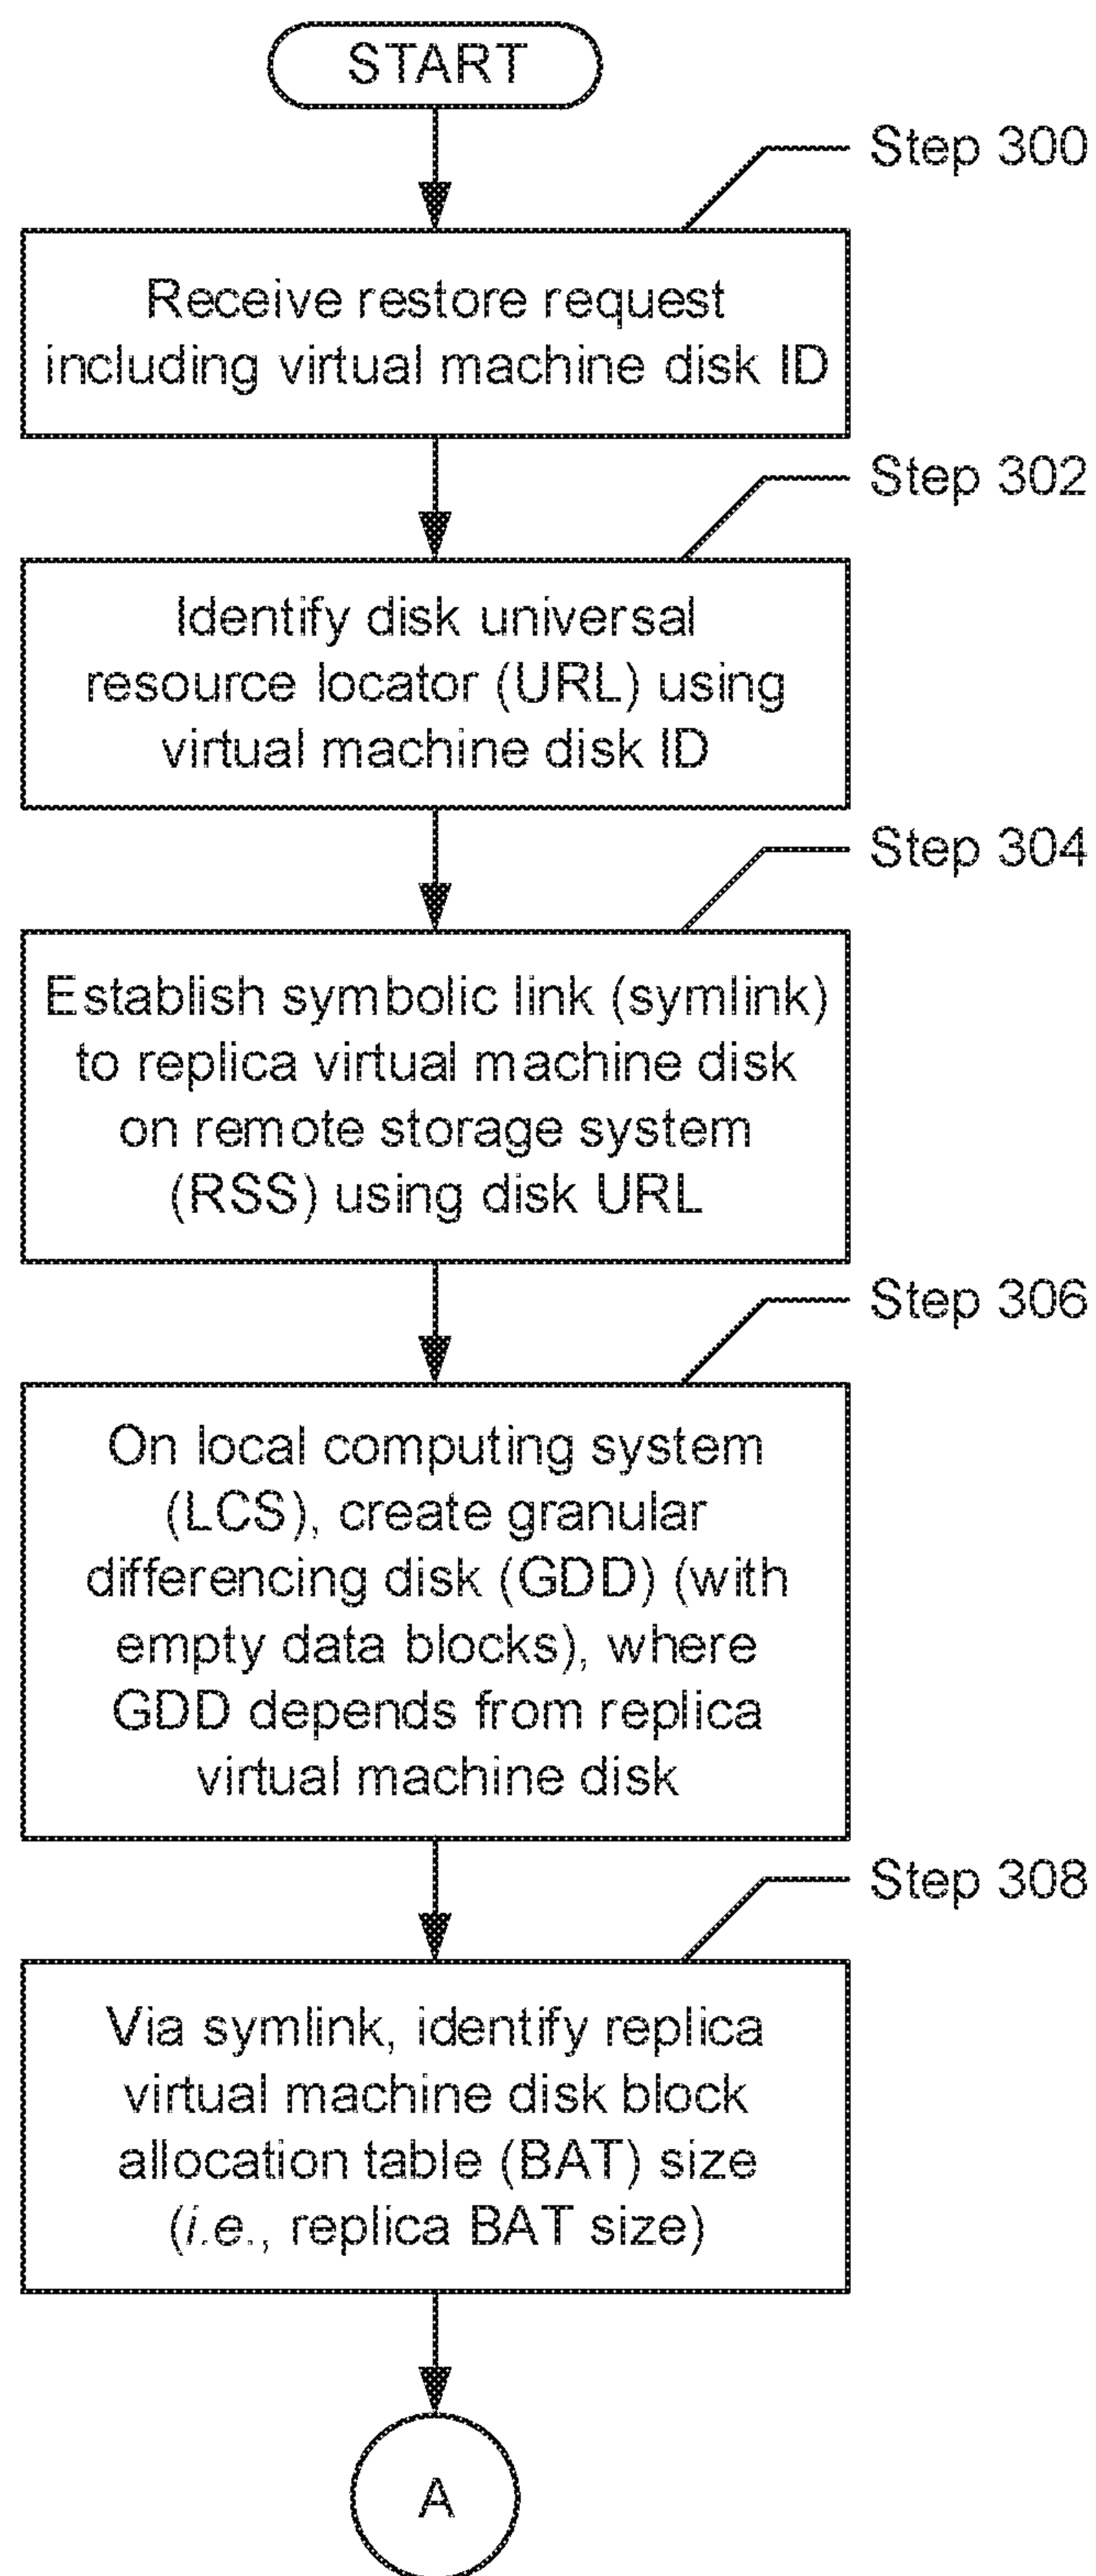 START
Step 300
Receive restore request
including virtual machine disk ID
Step 302
Identify disk universal
resource locator (URL) using
virtual machine disk ID
Step 304
Establish symbolic link (symlink)
to replica virtual machine disk
on remote storage system
(RSS) using disk URL
Step 306
On local computing system
(LCS), create granular
differencing disk (GDD) (with
empty data blocks), where
GDD depends from replica
virtual machine disk
Step 308
Via symlink, identify replica
virtual machine disk block
allocation table (BAT) size
(i.e., replica BAT size)
A